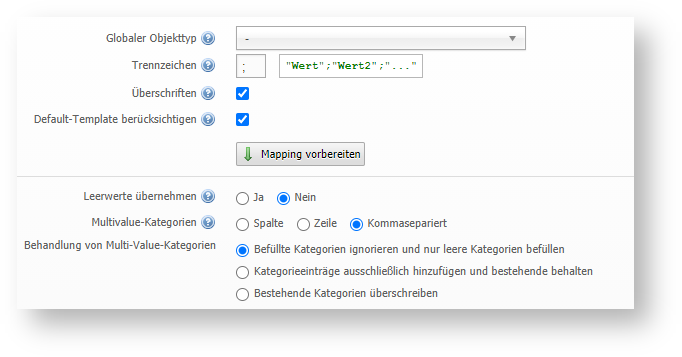 Globaler Objekttyp -
Trennzeichen ; "Wert";"Wert2";"..."
Überschriften
Default-Template berücksichtigen
Mapping vorbereiten
Leerwerte übernehmen Ja Nein
Multivalue-Kategorien Spalte Zeile Kommasepariert
Behandlung von Multi-Value-Kategorien Befüllte Kategorien ignorieren und nur leere Kategorien befüllen
Kategorieeinträge ausschließlich hinzufügen und bestehende behalten
Bestehende Kategorien überschreiben